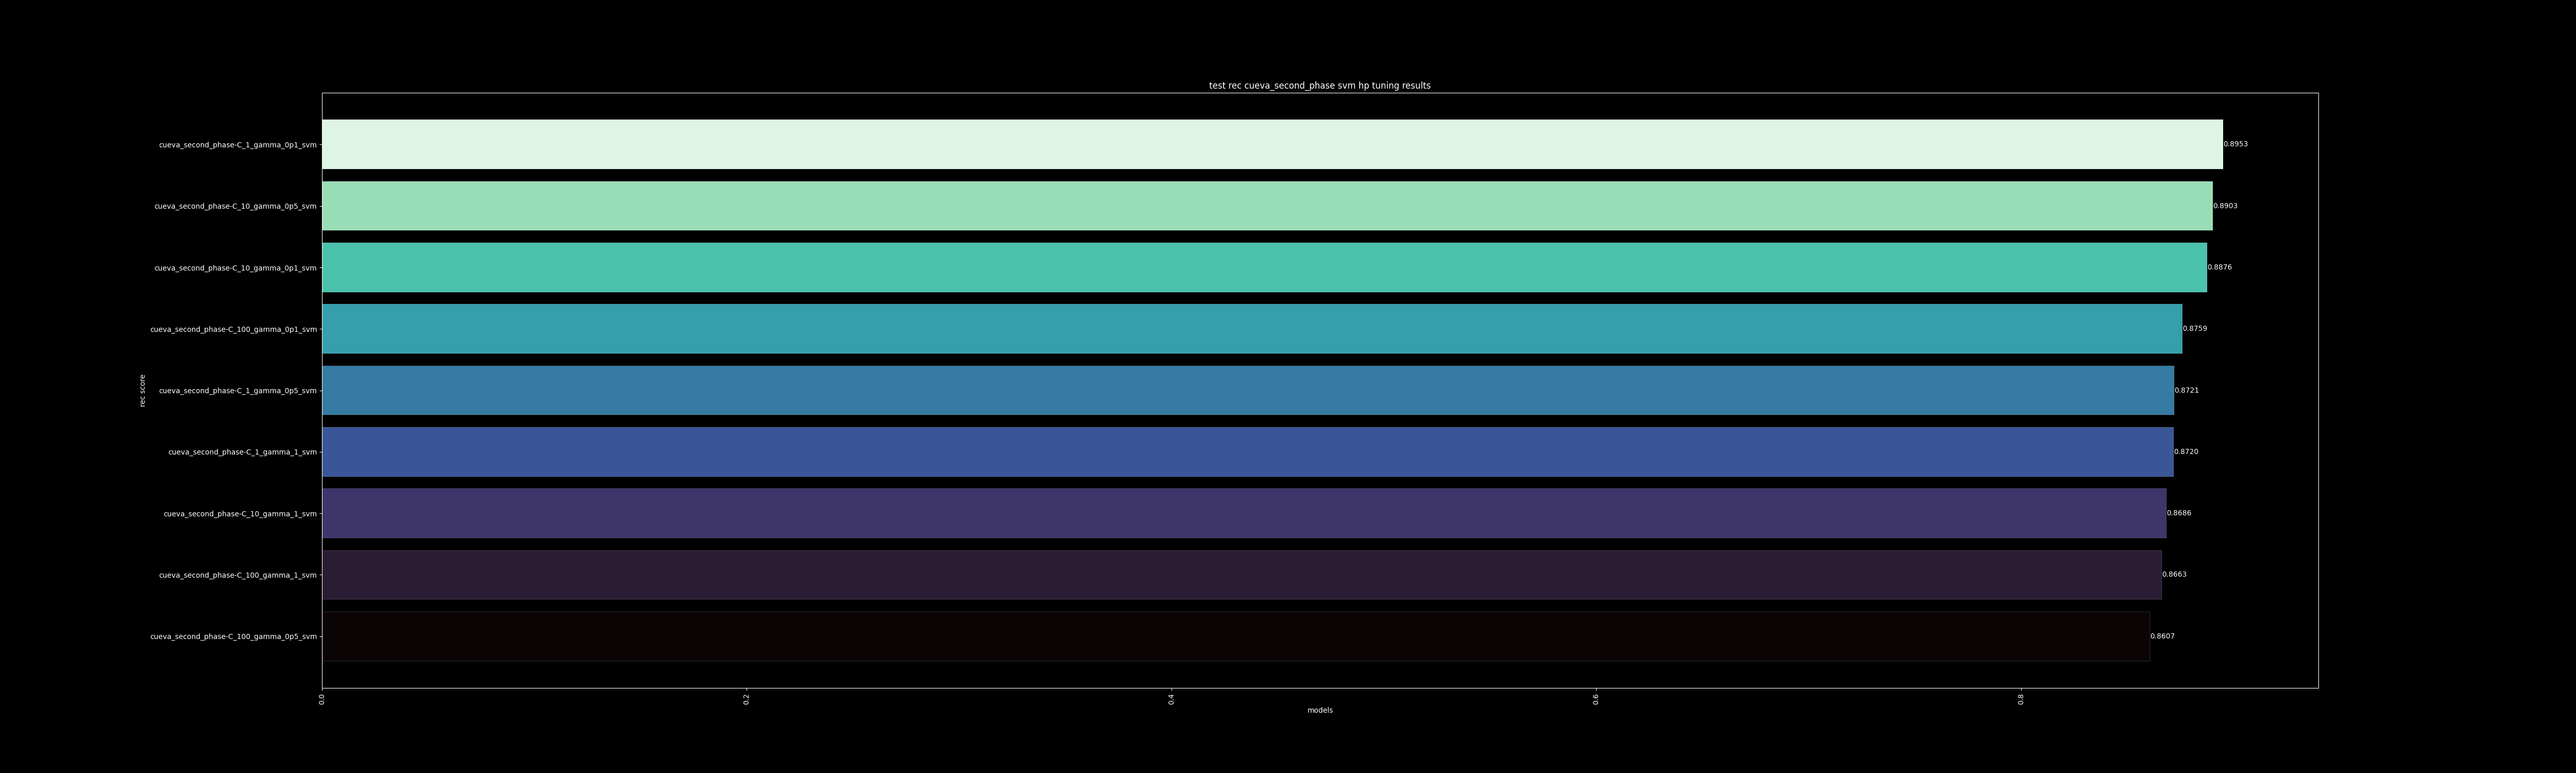 test rec cueva_second_phase svm hp tuning results
cueva_second_phase-C_1_gamma_0p1_svm
0.8953
cueva_second_phase-C_10_gamma_0p5_svm
0.8903
cueva_second_phase-C_10_gamma_0p1_svm
0.8876
cueva_second_phase-C_100_gamma_0p1_svm
0.8759
rec score
cueva_second_phase-C_1_gamma_0p5_svm
0.8721
cueva_second_phase-C_1_gamma_1_svm
0.8720
cueva_second_phase-C_10_gamma_1_svm
0.8686
cueva_second_phase-C_100_gamma_1_svm
0.8663
cueva_second_phase-C_100_gamma_0p5_svm
0.8607
0.0
0.2
0.4
0.6
0.8
models